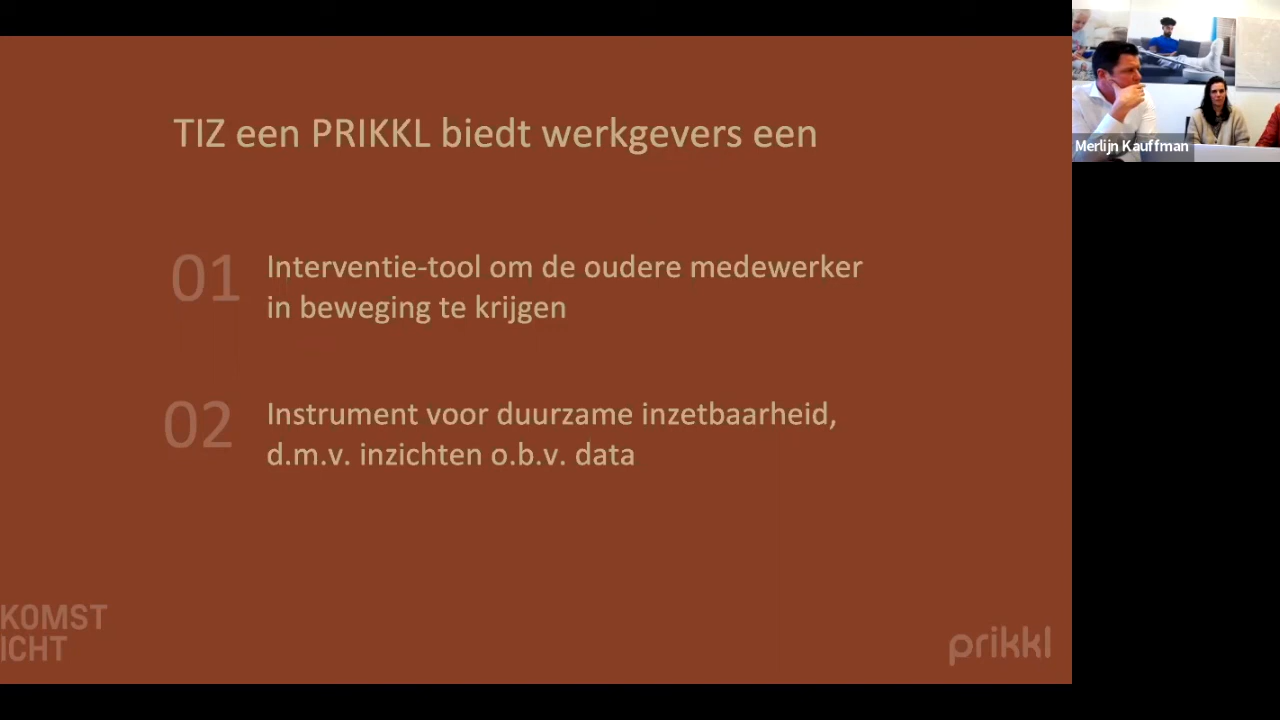 TIZ een PRIKKL biedt werkgevers een
01
Interventie-tool om de oudere medewerker
in beweging te krijgen
02
Instrument voor duurzame inzetbaarheid,
d.m.v. inzichten o.b.v. data
KOMST
ICHT
prikkl
Merlijn Kauffman